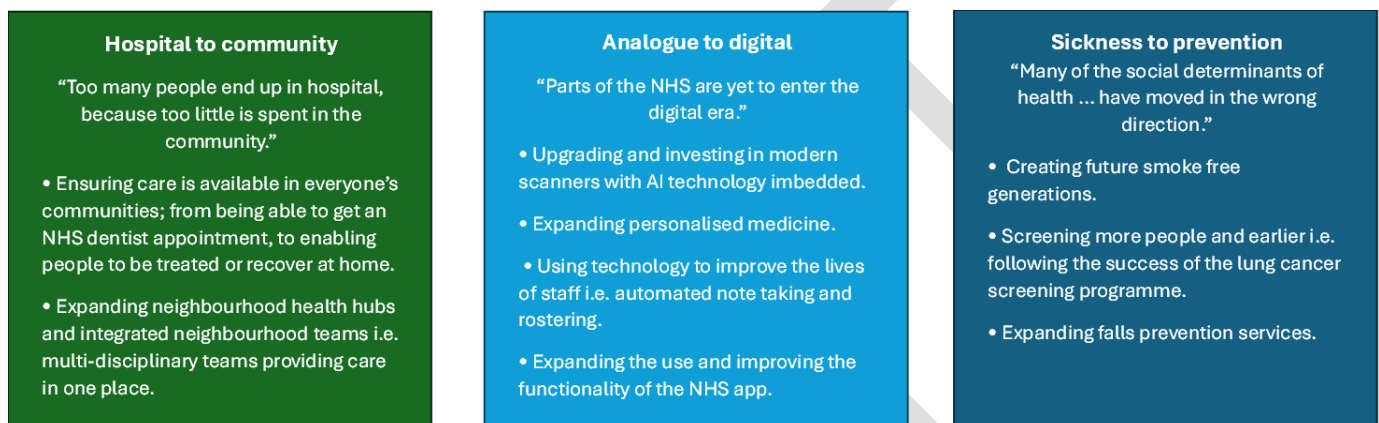 Hospital to community
“Too many people end up in hospital,
because too little is spent in the
community.”
• Ensuring care is available in everyone’s
communities; from being able to get an
NHS dentist appointment, to enabling
people to be treated or recover at home.
• Expanding neighbourhood health hubs
and integrated neighbourhood teams i.e.
multi-disciplinary teams providing care
in one place.
Analogue to digital
“Parts of the NHS are yet to enter the
digital era.”
• Upgrading and investing in modern
scanners with AI technology imbedded.
• Expanding personalised medicine.
• Using technology to improve the lives
of staff i.e. automated note taking and
rostering.
• Expanding the use and improving the
functionality of the NHS app.
Sickness to prevention
“Many of the social determinants of
health ... have moved in the wrong
direction.”
• Creating future smoke free
generations.
• Screening more people and earlier i.e.
following the success of the lung cancer
screening programme.
• Expanding falls prevention services.